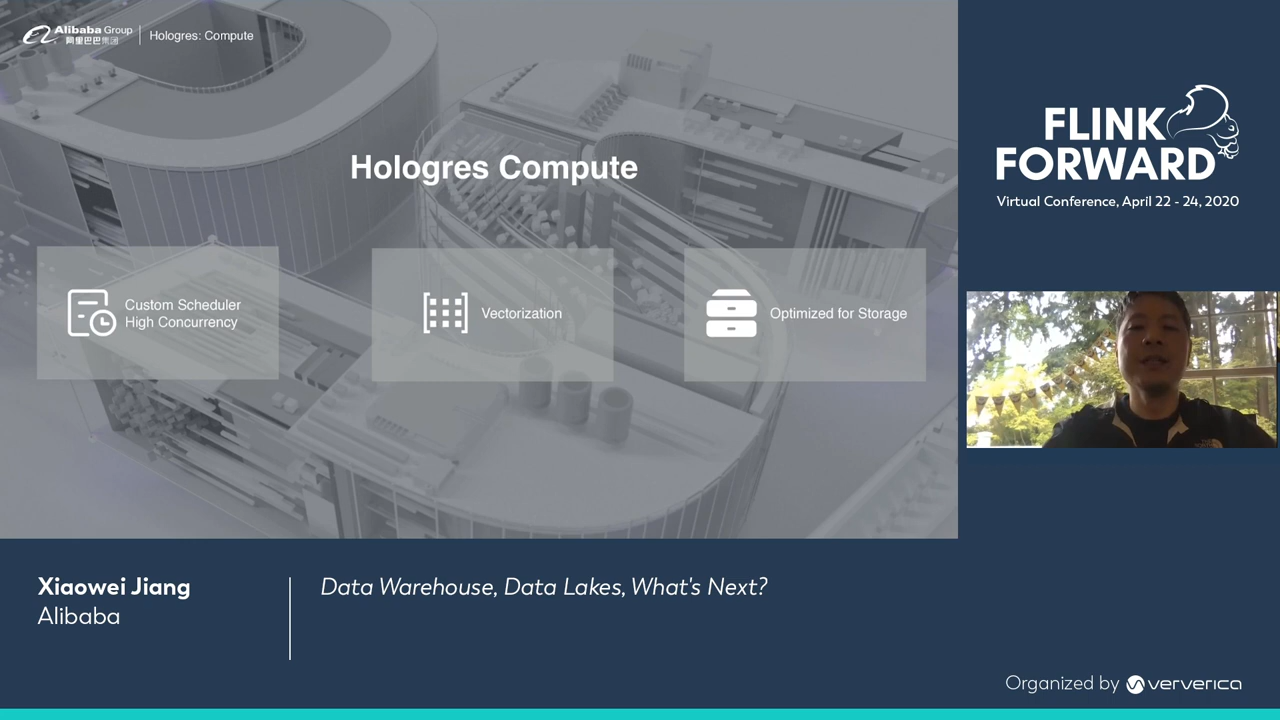 Alibaba Group
阿里巴巴集团
Hologres: Compute
Hologres Compute
Custom Scheduler
High Concurrency
Vectorization
Optimized for Storage
FLINK
FORWARD
Virtual Conference, April 22 - 24, 2020
Xiaowei Jiang
Alibaba
Data Warehouse, Data Lakes, What's Next?
Organized by ververica